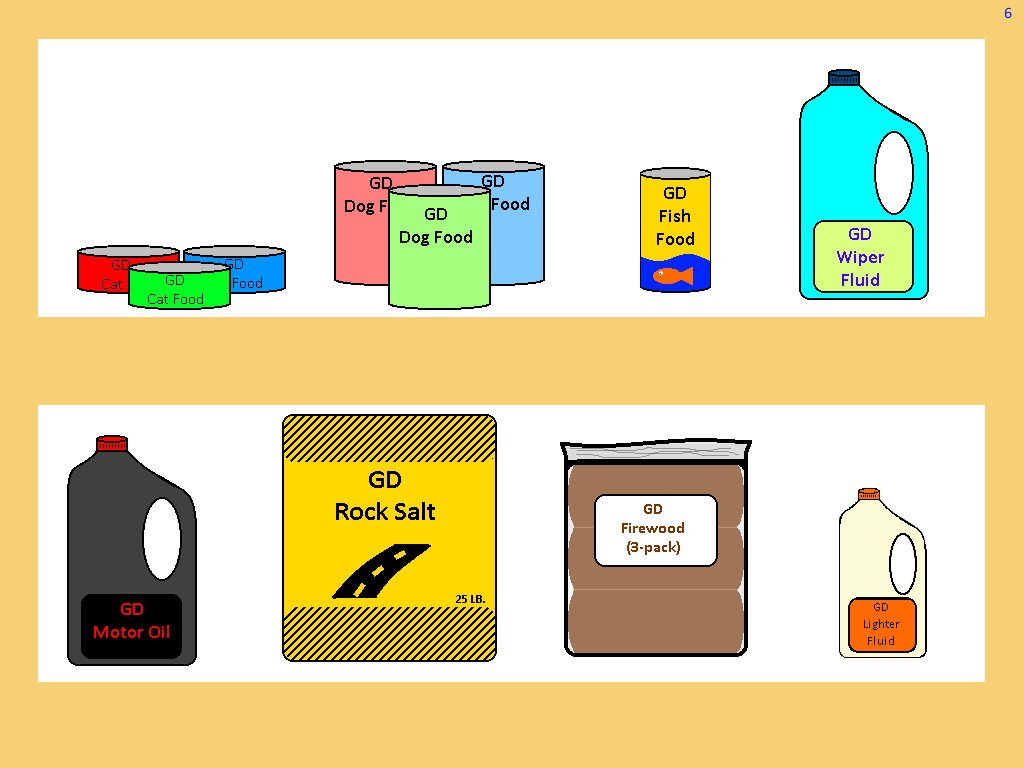 6
GD
Cat
GD
Food
GD
Cat Food
GD
Dog F
GD
Food
GD
Dog Food
GD
Fish
Food
GD
Wiper
Fluid
GD
Motor Oil
GD
Rock Salt
25 LB.
GD
Firewood
(3-pack)
GD
Lighter
Fluid